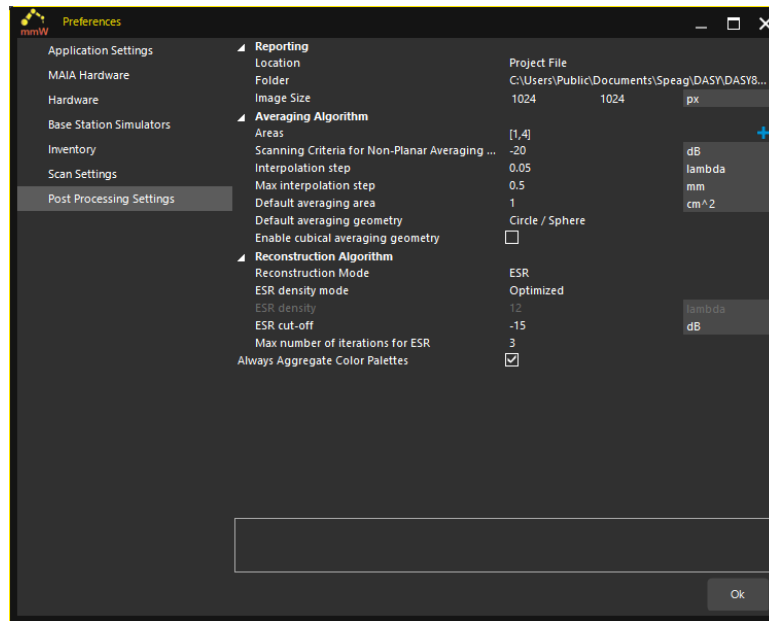 mmW Preferences
Application Settings
MAIA Hardware
Hardware
Base Station Simulators
Inventory
Scan Settings
Post Processing Settings
Reporting
Location Project File
Folder C:\Users\Public\Documents\Speag\DASY\DASY8...
Image Size 1024 1024 px
Averaging Algorithm
Areas [1,4]
Scanning Criteria for Non-Planar Averaging ... -20 dB
Interpolation step 0.05 lambda
Max interpolation step 0.5 mm
Default averaging area 1 cm^2
Default averaging geometry Circle / Sphere
Enable cubical averaging geometry
Reconstruction Algorithm
Reconstruction Mode ESR
ESR density mode Optimized
ESR density 12 lambda
ESR cut-off -15 dB
Max number of iterations for ESR 3
Always Aggregate Color Palettes
Ok